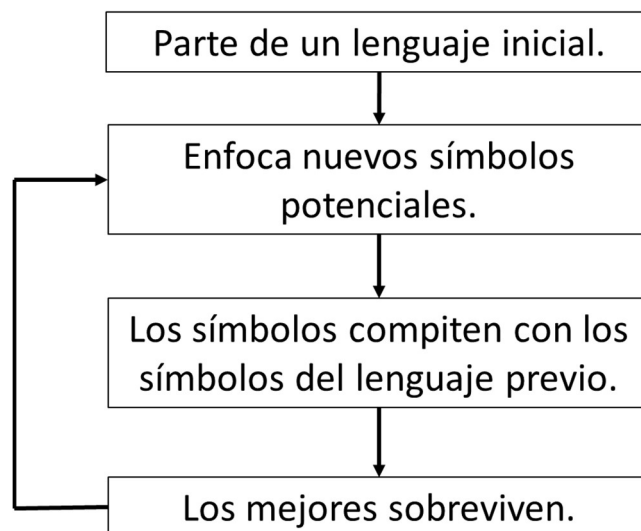 Parte de un lenguaje inicial.
Enfoca nuevos símbolos
potenciales.
Los símbolos compiten con los
símbolos del lenguaje previo.
Los mejores sobreviven.